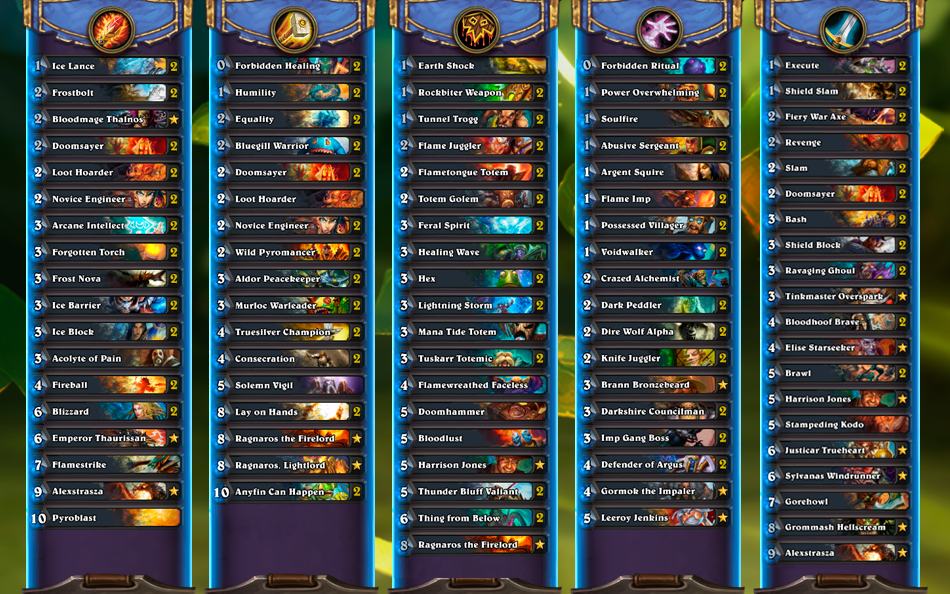 1 Ice Lance 2
2 Frostbolt 2
2 Bloodmage Thalnos
2 Doomsayer 2
2 Loot Hoarder 2
2 Novice Engineer 2
3 Arcane Intellect 2
3 Forgotten Torch 2
3 Frost Nova 2
3 Ice Barrier 2
3 Ice Block 2
3 Acolyte of Pain
4 Fireball 2
6 Blizzard 2
6 Emperor Thaurissan
7 Flamestrike
9 Alexstrasza
10 Pyroblast
0 Forbidden Healing 2
1 Humility 2
2 Equality 2
2 Bluegill Warrior 2
2 Doomsayer 2
2 Loot Hoarder
2 Novice Engineer 2
2 Wild Pyromancer 2
3 Aldor Peacekeeper 2
3 Murloc Warleader 2
4 Truesilver Champion 2
4 Consecration 2
5 Solemn Vigil 2
8 Lay on Hands 2
8 Ragnaros the Firelord
8 Ragnaros, Lightlord
10 Anyfin Can Happen 2
1 Earth Shock
1 Rockbiter Weapon 2
1 Tunnel Trogg 2
2 Flame Juggler 2
2 Flametongue Totem 2
2 Totem Golem 2
3 Feral Spirit 2
3 Healing Wave 2
3 Hex 2
3 Lightning Storm 2
3 Mana Tide Totem
3 Tuskarr Totemic 2
4 Flamewreathed Faceless 2
5 Doomhammer
5 Bloodlust
5 Harrison Jones
5 Thunder Bluff Valiant 2
6 Thing from Below 2
8 Ragnaros the Firelord
0 Forbidden Ritual 2
1 Power Overwhelming 2
1 Soulfire
1 Abusive Sergeant 2
1 Argent Squire 2
1 Flame Imp 2
1 Possessed Villager 2
1 Voidwalker 2
2 Crazed Alchemist
2 Dark Peddler 2
2 Dire Wolf Alpha 2
2 Knife Juggler 2
3 Brann Bronzebeard
3 Darkshire Councilman 2
3 Imp Gang Boss 2
4 Defender of Argus 2
4 Gormok the Impaler
5 Leeroy Jenkins
1 Execute 2
1 Shield Slam 2
2 Fiery War Axe 2
2 Revenge
2 Slam 2
2 Doomsayer 2
3 Bash 2
3 Shield Block 2
3 Ravaging Ghoul 2
3 Tinkmaster Overspark
4 Bloodhoof Brave 2
4 Elise Starseeker
5 Brawl 2
5 Harrison Jones
5 Stampeding Kodo
6 Justicar Trueheart
6 Sylvanas Windrunner
7 Gorehowl
8 Grommash Hellscream
9 Alexstrasza